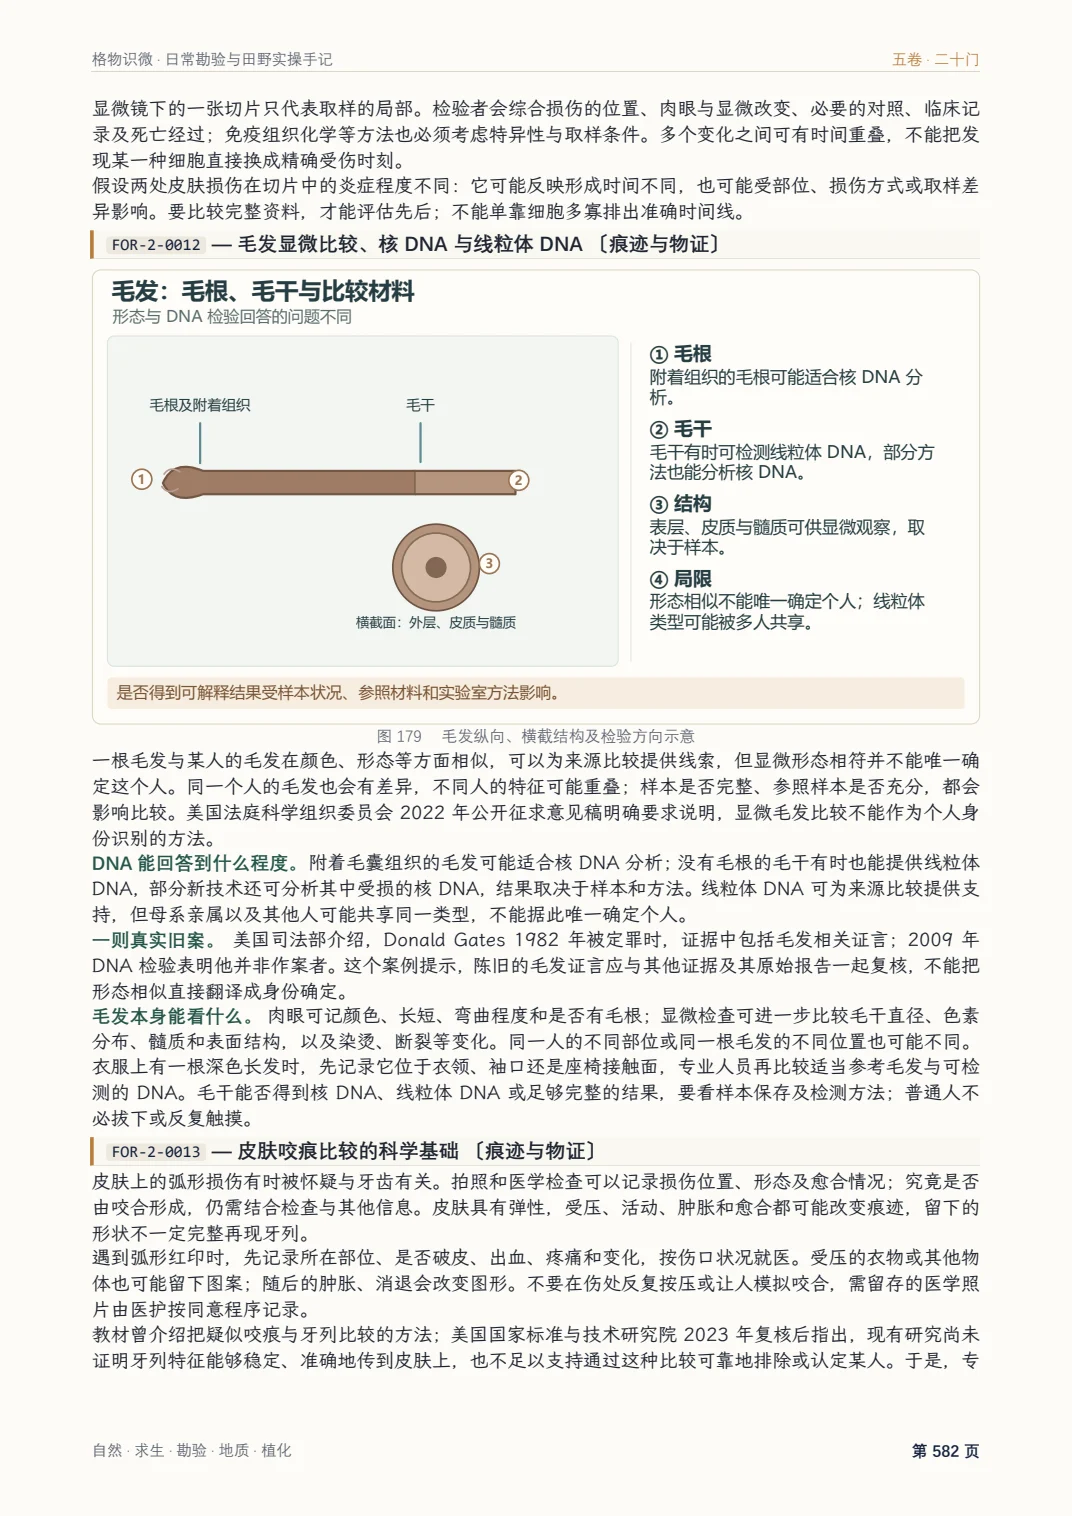 格物识微 · 日常勘验与田野实操手记
五卷 · 二十门
显微镜下的一张切片只代表取样的局部。检验者会综合损伤的位置、肉眼与显微改变、必要的对照、临床记
录及死亡经过；免疫组织化学等方法也必须考虑特异性与取样条件。多个变化之间可有时间重叠，不能把发
现某一种细胞直接换成精确受伤时刻。
假设两处皮肤损伤在切片中的炎症程度不同：它可能反映形成时间不同，也可能受部位、损伤方式或取样差
异影响。要比较完整资料，才能评估先后；不能单靠细胞多寡排出准确时间线。
FOR-2-0012 — 毛发显微比较、核 DNA 与线粒体 DNA 〔痕迹与物证〕
毛发：毛根、毛干与比较材料
形态与 DNA 检验回答的问题不同
毛根及附着组织
毛干
1
2
3
横截面：外层、皮质与髓质
① 毛根
附着组织的毛根可能适合核 DNA 分
析。
② 毛干
毛干有时可检测线粒体 DNA，部分方
法也能分析核 DNA。
③ 结构
表层、皮质与髓质可供显微观察，取
决于样本。
④ 局限
形态相似不能唯一确定个人；线粒体
类型可能被多人共享。
是否得到可解释结果受样本状况、参照材料和实验室方法影响。
图 179 毛发纵向、横截结构及检验方向示意
一根毛发与某人的毛发在颜色、形态等方面相似，可以为来源比较提供线索，但显微形态相符并不能唯一确
定这个人。同一个人的毛发也会有差异，不同人的特征可能重叠；样本是否完整、参照样本是否充分，都会
影响比较。美国法庭科学组织委员会 2022 年公开征求意见稿明确要求说明，显微毛发比较不能作为个人身
份识别的方法。
DNA 能回答到什么程度。附着毛囊组织的毛发可能适合核 DNA 分析；没有毛根的毛干有时也能提供线粒体
DNA，部分新技术还可分析其中受损的核 DNA，结果取决于样本和方法。线粒体 DNA 可为来源比较提供支
持，但母系亲属以及其他人可能共享同一类型，不能据此唯一确定个人。
一则真实旧案。 美国司法部介绍，Donald Gates 1982 年被定罪时，证据中包括毛发相关证言；2009 年
DNA 检验表明他并非作案者。这个案例提示，陈旧的毛发证言应与其他证据及其原始报告一起复核，不能把
形态相似直接翻译成身份确定。
毛发本身能看什么。 肉眼可记颜色、长短、弯曲程度和是否有毛根；显微检查可进一步比较毛干直径、色素
分布、髓质和表面结构，以及染烫、断裂等变化。同一人的不同部位或同一根毛发的不同位置也可能不同。
衣服上有一根深色长发时，先记录它位于衣领、袖口还是座椅接触面，专业人员再比较适当参考毛发与可检
测的 DNA。毛干能否得到核 DNA、线粒体 DNA 或足够完整的结果，要看样本保存及检测方法；普通人不
必拔下或反复触摸。
FOR-2-0013 — 皮肤咬痕比较的科学基础 〔痕迹与物证〕
皮肤上的弧形损伤有时被怀疑与牙齿有关。拍照和医学检查可以记录损伤位置、形态及愈合情况；究竟是否
由咬合形成，仍需结合检查与其他信息。皮肤具有弹性，受压、活动、肿胀和愈合都可能改变痕迹，留下的
形状不一定完整再现牙列。
遇到弧形红印时，先记录所在部位、是否破皮、出血、疼痛和变化，按伤口状况就医。受压的衣物或其他物
体也可能留下图案；随后的肿胀、消退会改变图形。不要在伤处反复按压或让人模拟咬合，需留存的医学照
片由医护按同意程序记录。
教材曾介绍把疑似咬痕与牙列比较的方法；美国国家标准与技术研究院 2023 年复核后指出，现有研究尚未
证明牙列特征能够稳定、准确地传到皮肤上，也不足以支持通过这种比较可靠地排除或认定某人。于是，专
自然 · 求生 · 勘验 · 地质 · 植化
第 582 页